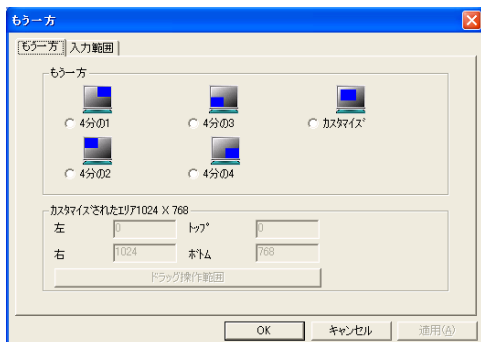 もう一方
もう一方 入力範囲
もう一方
4分の1 4分の3 カスタマイズ
4分の2 4分の4
カスタマイズされたエリア1024 X 768
左 0 トップ 0
右 1024 ボトム 768
ドラッグ操作範囲
OK キャンセル 適用(A)